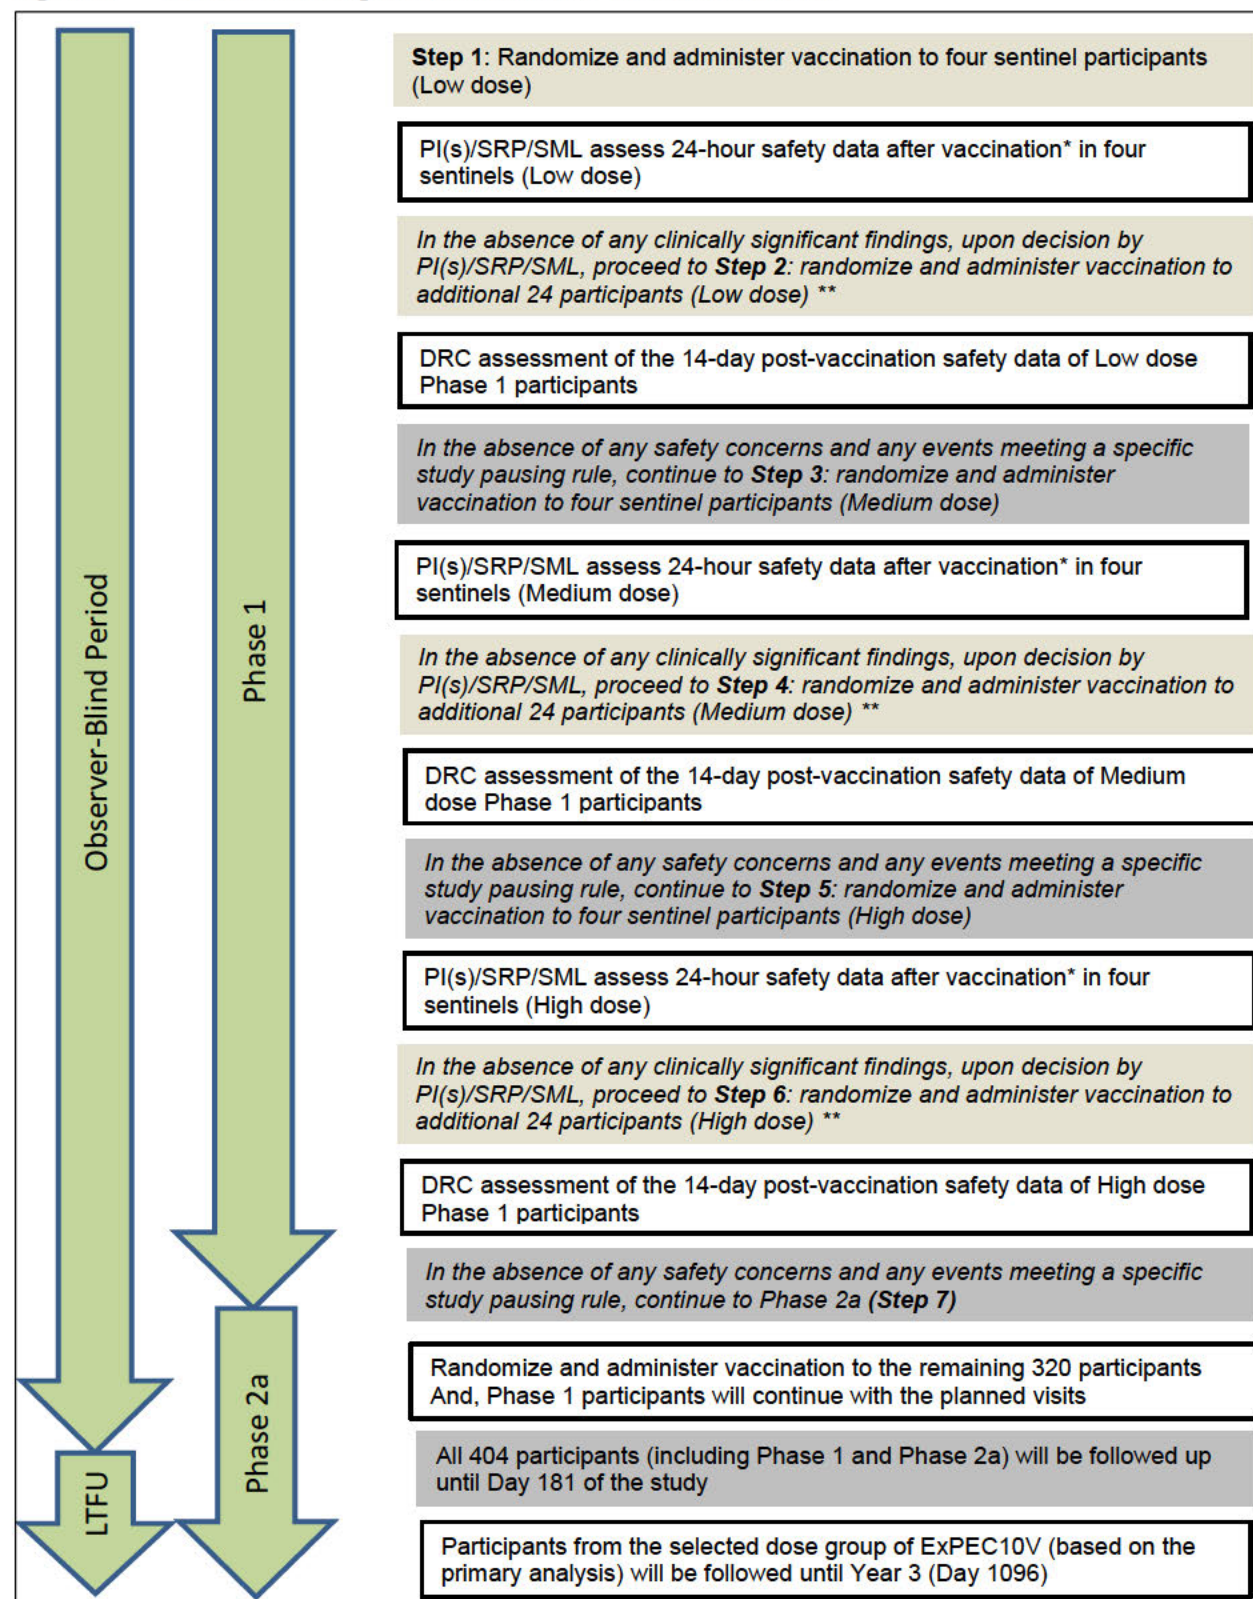 Observer-Blind Period
LTFU
Phase 1
Phase 2a
Step 1: Randomize and administer vaccination to four sentinel participants
(Low dose)
PI(s)/SRP/SML assess 24-hour safety data after vaccination* in four
sentinels (Low dose)
In the absence of any clinically significant findings, upon decision by
PI(s)/SRP/SML, proceed to Step 2: randomize and administer vaccination to
additional 24 participants (Low dose) **
DRC assessment of the 14-day post-vaccination safety data of Low dose
Phase 1 participants
In the absence of any safety concerns and any events meeting a specific
study pausing rule, continue to Step 3: randomize and administer
vaccination to four sentinel participants (Medium dose)
PI(s)/SRP/SML assess 24-hour safety data after vaccination* in four
sentinels (Medium dose)
In the absence of any clinically significant findings, upon decision by
PI(s)/SRP/SML, proceed to Step 4: randomize and administer vaccination to
additional 24 participants (Medium dose) **
DRC assessment of the 14-day post-vaccination safety data of Medium
dose Phase 1 participants
In the absence of any safety concerns and any events meeting a specific
study pausing rule, continue to Step 5: randomize and administer
vaccination to four sentinel participants (High dose)
PI(s)/SRP/SML assess 24-hour safety data after vaccination* in four
sentinels (High dose)
In the absence of any clinically significant findings, upon decision by
PI(s)/SRP/SML, proceed to Step 6: randomize and administer vaccination to
additional 24 participants (High dose) **
DRC assessment of the 14-day post-vaccination safety data of High dose
Phase 1 participants
In the absence of any safety concerns and any events meeting a specific
study pausing rule, continue to Phase 2a (Step 7)
Randomize and administer vaccination to the remaining 320 participants
And, Phase 1 participants will continue with the planned visits
All 404 participants (including Phase 1 and Phase 2a) will be followed up
until Day 181 of the study
Participants from the selected dose group of ExPEC10V (based on the
primary analysis) will be followed until Year 3 (Day 1096)